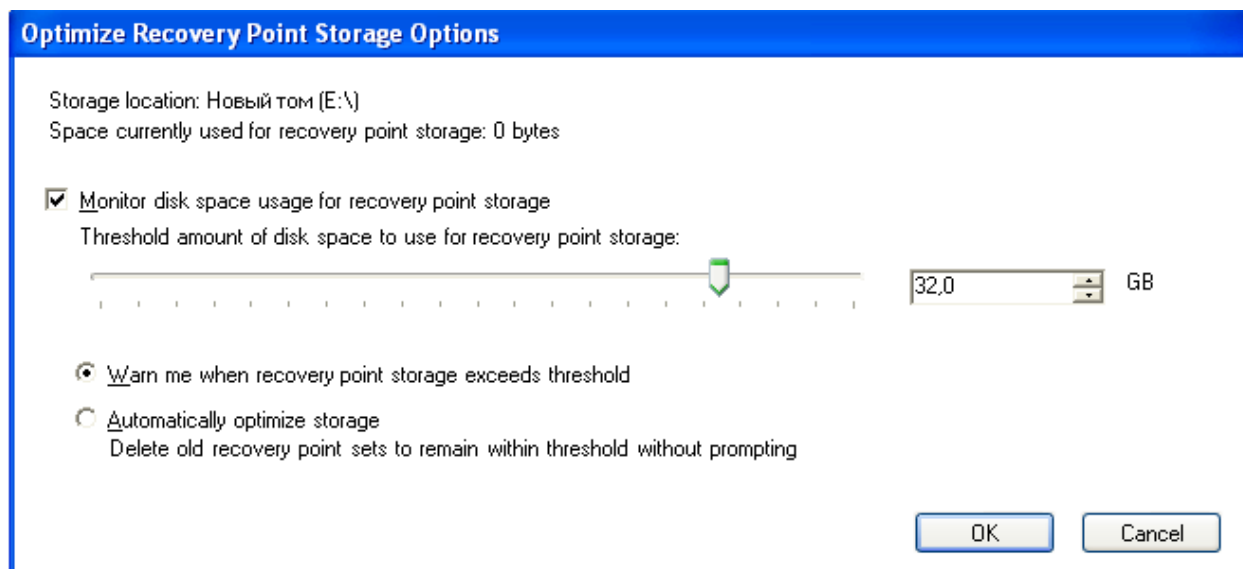 Optimize Recovery Point Storage Options
Storage location: Новый том (E:\)
Space currently used for recovery point storage: 0 bytes
Monitor disk space usage for recovery point storage
Threshold amount of disk space to use for recovery point storage:
32,0 GB
Warn me when recovery point storage exceeds threshold
Automatically optimize storage
Delete old recovery point sets to remain within threshold without prompting
OK Cancel